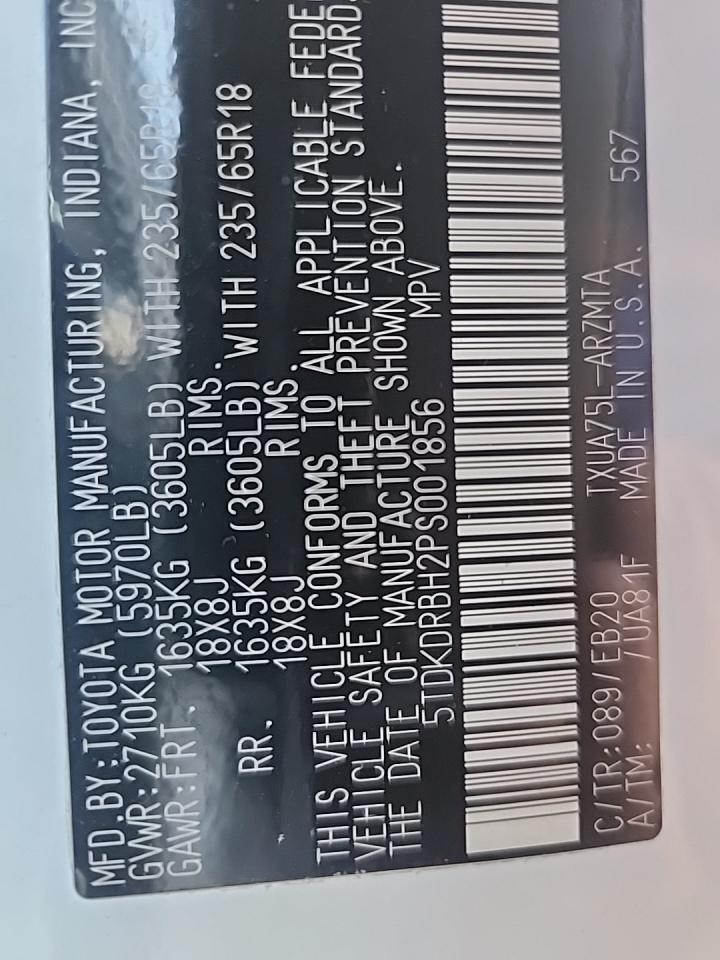 MFD.BY:TOYOTA MOTOR MANUFACTURING, INDIANA, INC
GVWR:2710KG (5970LB)
GAWR:FRT. 1635KG (3605LB) WITH 235/65R18
18X8J RIMS.
RR. 1635KG (3605LB) WITH 235/65R18
18X8J RIMS.
THIS VEHICLE CONFORMS TO ALL APPLICABLE FEDE
VEHICLE SAFETY AND THEFT PREVENTION STANDARDS
THE DATE OF MANUFACTURE SHOWN ABOVE.
5TDKDRBH2PS001856 MPV
C/TR:089/EB20 TXUA75L-ARZMTA
A/TM: /UA81F MADE IN U.S.A. 567